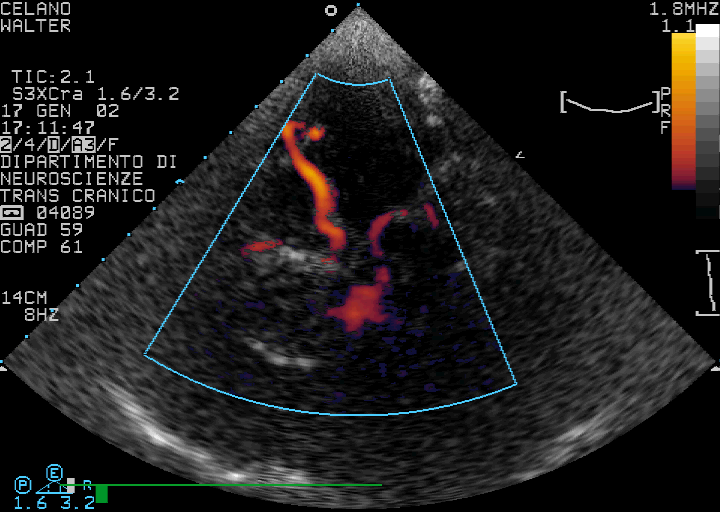 CELANO
WALTER
TIC:2.1
S3XCra 1.6/3.2
17 GEN 02
17:11:47
2/4/D/A3/F
DIPARTIMENTO DI
NEUROSCIENZE
TRANS CRANICO
04089
GUAD 59
COMP 61
14CM
8HZ
1.8MHZ
1.1
P
R
F
E
P
R
1.6 3.2